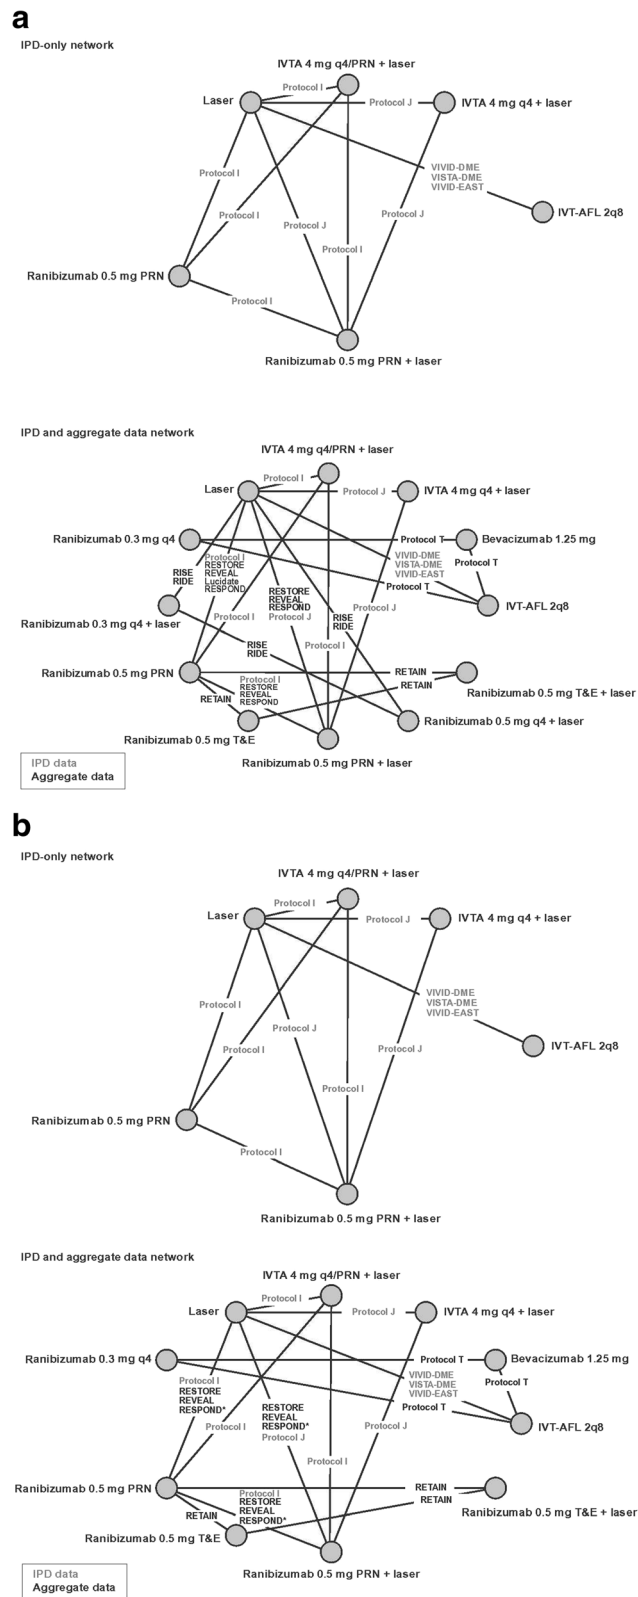 a
IPD-only network
IVTA 4 mg q4/PRN + laser
Protocol I
Laser
Protocol J
IVTA 4 mg q4 + laser
VIVID-DME
VISTA-DME
VIVID-EAST
Protocol I
IVT-AFL 2q8
Protocol I
Protocol J
Protocol J
Protocol I
Ranibizumab 0.5 mg PRN
Protocol I
Ranibizumab 0.5 mg PRN + laser
IPD and aggregate data network
IVTA 4 mg q4/PRN + laser
Protocol I
Laser
Protocol J
IVTA 4 mg q4 + laser
Ranibizumab 0.3 mg q4
Protocol T
Bevacizumab 1.25 mg
Protocol I
RESTORE
REVEAL
Lucidate
RESPOND
VIVID-DME
VISTA-DME
VIVID-EAST
Protocol T
RISE
RIDE
Protocol T
RESTORE
REVEAL
RESPOND
Protocol J
IVT-AFL 2q8
Protocol J
Ranibizumab 0.3 mg q4 + laser
Protocol I
RISE
RIDE
RISE
RIDE
Protocol I
Ranibizumab 0.5 mg PRN
RETAIN
Protocol I
RESTORE
REVEAL
RESPOND
RETAIN
RETAIN
Ranibizumab 0.5 mg T&E + laser
Ranibizumab 0.5 mg q4 + laser
Ranibizumab 0.5 mg T&E
Ranibizumab 0.5 mg PRN + laser
IPD data
Aggregate data
b
IPD-only network
IVTA 4 mg q4/PRN + laser
Protocol I
Laser
Protocol J
IVTA 4 mg q4 + laser
VIVID-DME
VISTA-DME
VIVID-EAST
Protocol I
Protocol J
IVT-AFL 2q8
Protocol I
Protocol J
Protocol I
Ranibizumab 0.5 mg PRN
Protocol I
Ranibizumab 0.5 mg PRN + laser
IPD and aggregate data network
IVTA 4 mg q4/PRN + laser
Protocol I
Laser
Protocol J
IVTA 4 mg q4 + laser
Ranibizumab 0.3 mg q4
Protocol T
Bevacizumab 1.25 mg
Protocol I
RESTORE
REVEAL
RESPOND*
VIVID-DME
VISTA-DME
VIVID-EAST
Protocol T
Protocol T
RESTORE
REVEAL
RESPOND*
Protocol J
Protocol I
Protocol J
IVT-AFL 2q8
Protocol I
Ranibizumab 0.5 mg PRN
RETAIN
Protocol I
RESTORE
REVEAL
RESPOND*
RETAIN
RETAIN
Ranibizumab 0.5 mg T&E + laser
Ranibizumab 0.5 mg T&E
Ranibizumab 0.5 mg PRN + laser
IPD data
Aggregate data